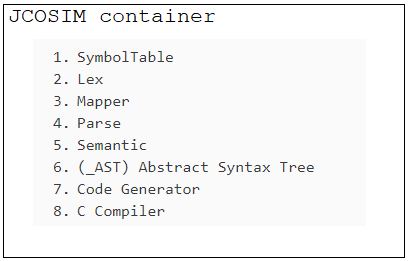 JCOSIM container
1. SymbolTable
2. Lex
3. Mapper
4. Parse
5. Semantic
6. (_AST) Abstract Syntax Tree
7. Code Generator
8. C Compiler